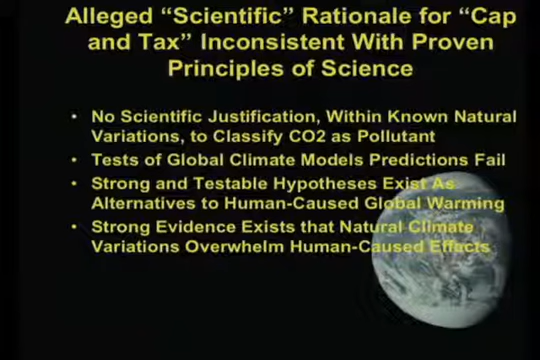 Alleged “Scientific” Rationale for “Cap
and Tax” Inconsistent With Proven
Principles of Science
• No Scientific Justification, Within Known Natural
Variations, to Classify CO2 as Pollutant
• Tests of Global Climate Models Predictions Fail
• Strong and Testable Hypotheses Exist As
Alternatives to Human-Caused Global Warming
• Strong Evidence Exists that Natural Climate
Variations Overwhelm Human-Caused Effects